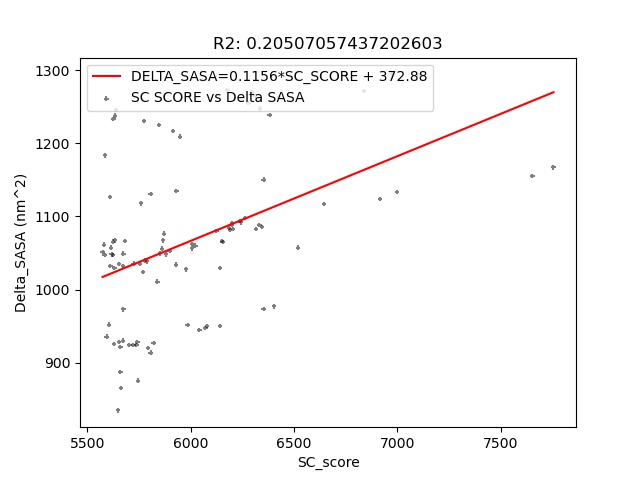 R2: 0.20507057437202603
DELTA_SASA=0.1156*SC_SCORE + 372.88
SC SCORE vs Delta SASA
1300
1200
1100
1000
900
Delta_SASA (nm^2)
5500 6000 6500 7000 7500
SC_score